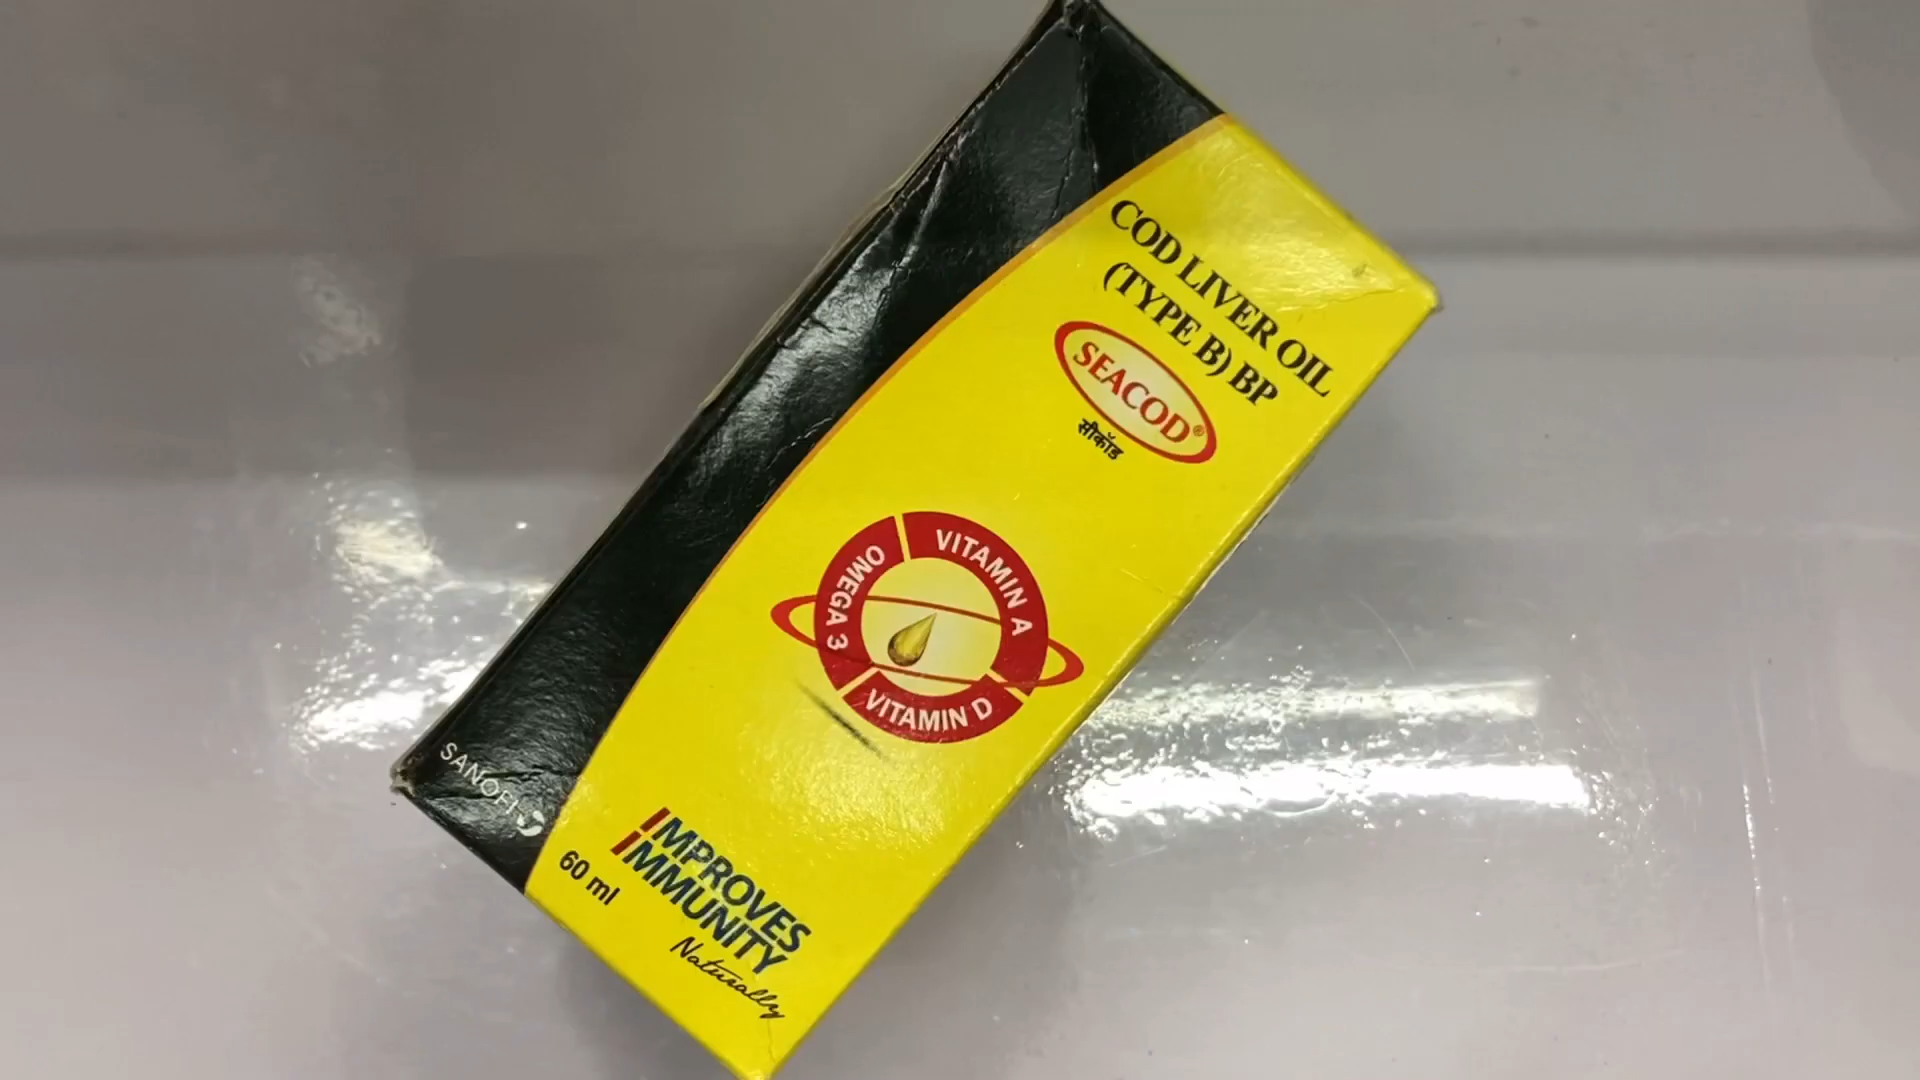 COD LIVER OIL
(TYPE B) BP
SEACOD®
सीकॉड
OMEGA 3
VITAMIN A
VITAMIN D
SANOFI
60 ml
IMPROVES
IMMUNITY
Naturally